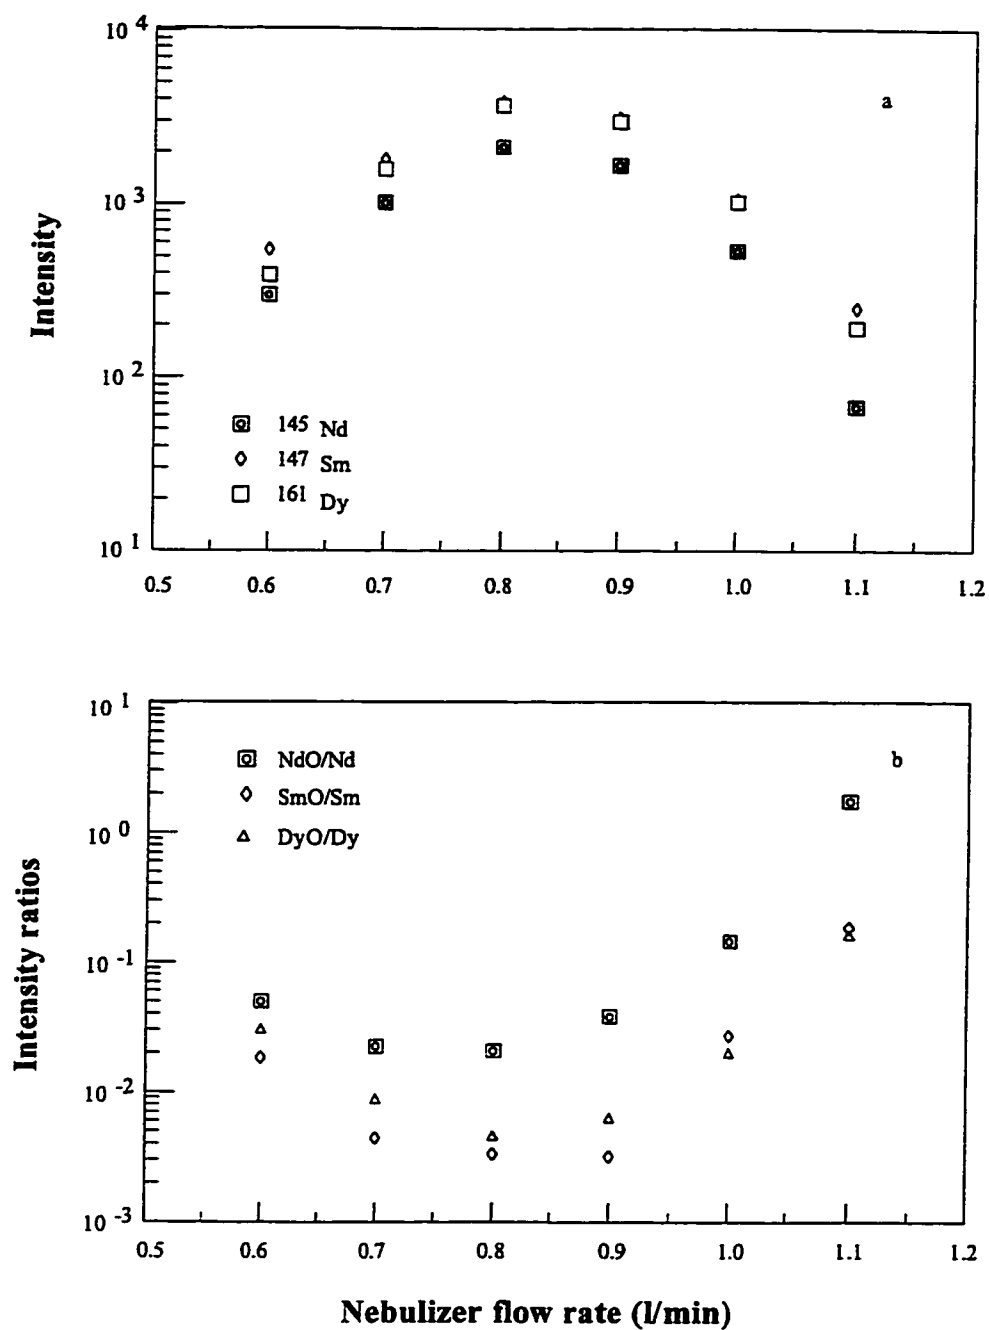 10 4
a
10 3
Intensity
10 2
145 Nd
147 Sm
161 Dy
10 1
0.5 0.6 0.7 0.8 0.9 1.0 1.1 1.2
10 1
NdO/Nd
b
SmO/Sm
DyO/Dy
10 0
Intensity ratios
10 -1
10 -2
10 -3
0.5 0.6 0.7 0.8 0.9 1.0 1.1 1.2
Nebulizer flow rate (l/min)